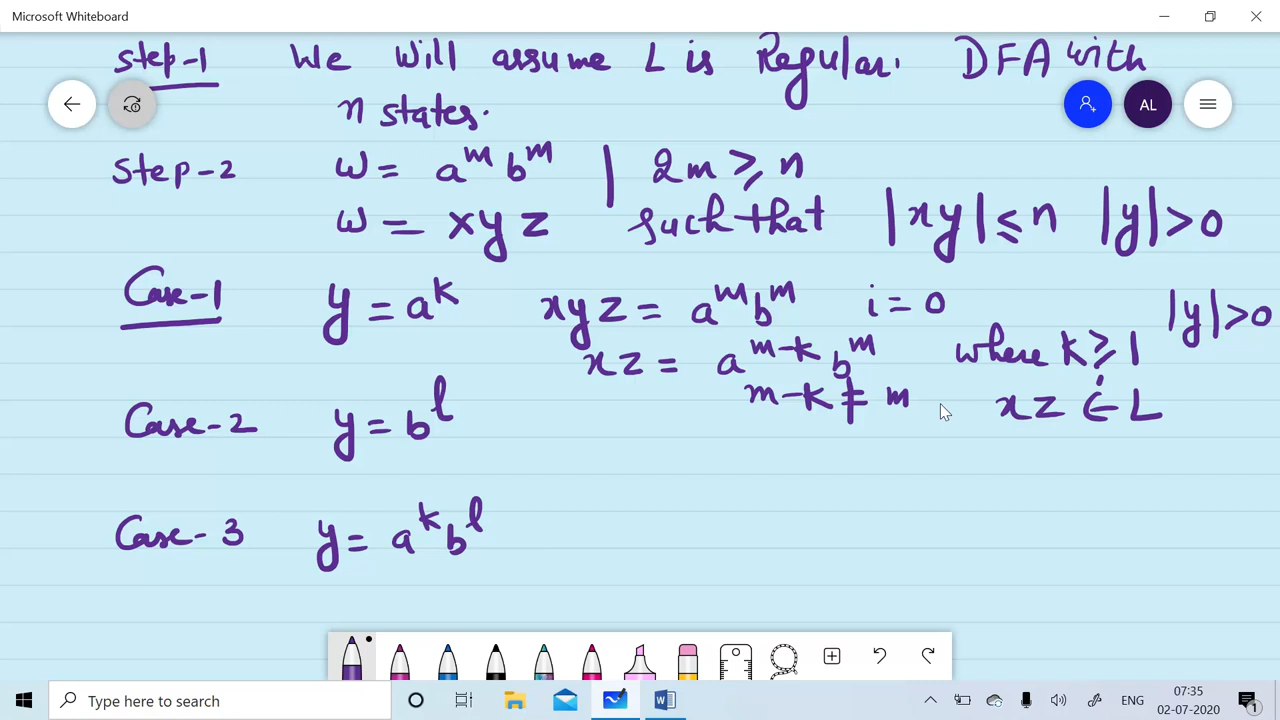 Microsoft Whiteboard
step-1 We will assume L is Regular. DFA with
n states.
AL
step-2 w = a^m b^m | 2m ≥ n
w = xyz such that |xy| ≤ n |y| > 0
Case-1 y = a^k xyz = a^m b^m i = 0 |y| > 0
xz = a^{m-k} b^m where k ≥ 1
m-k ≠ m xz ∈ L
Case-2 y = b^l
Case-3 y = a^k b^l
Type here to search
ENG
07:35
02-07-2020
1